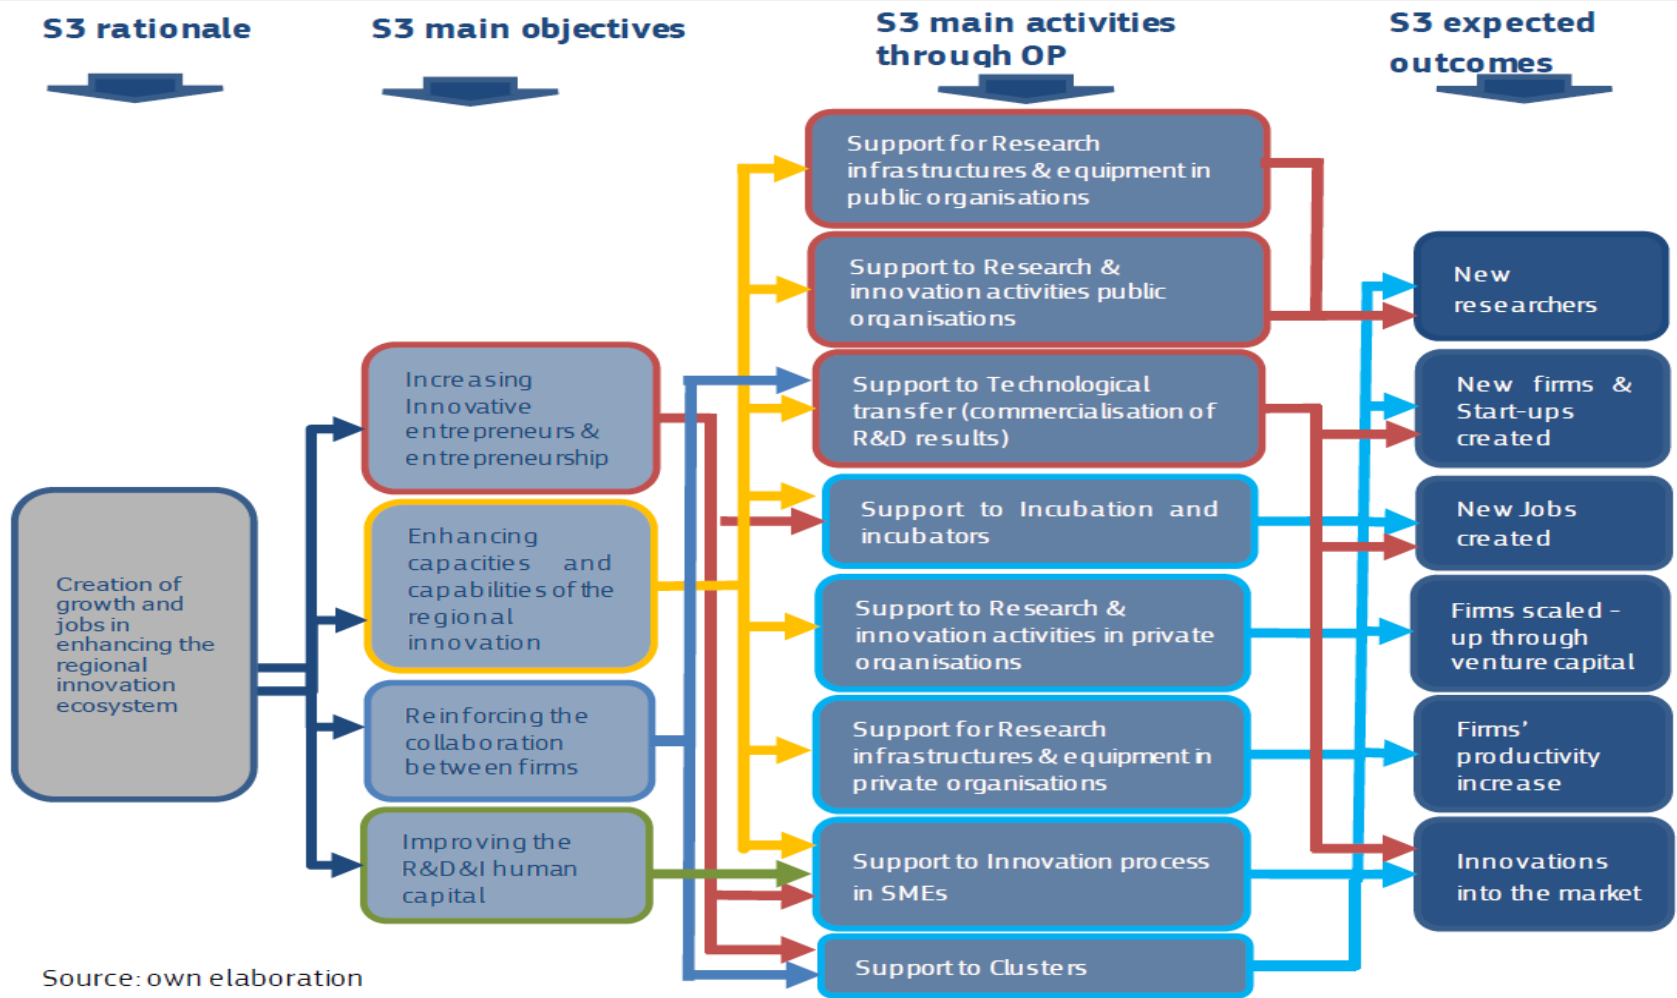 S3 rationale
S3 main objectives
S3 main activities
through OP
S3 expected
outcomes
Creation of
growth and
jobs in
enhancing the
regional
innovation
ecosystem
Increasing
Innovative
entrepreneurs &
entrepreneurship
Enhancing
capacities and
capabilities of the
regional
innovation
Reinforcing the
collaboration
between firms
Improving the
R&D&I human
capital
Support for Research
infrastructures & equipment in
public organisations
Support to Research &
innovation activities public
organisations
Support to Technological
transfer (commercialisation of
R&D results)
Support to Incubation and
incubators
Support to Research &
innovation activities in private
organisations
Support for Research
infrastructures & equipment in
private organisations
Support to Innovation process
in SMEs
Support to Clusters
New
researchers
New firms &
Start-ups
created
New Jobs
created
Firms scaled -
up through
venture capital
Firms'
productivity
increase
Innovations
into the market
Source: own elaboration